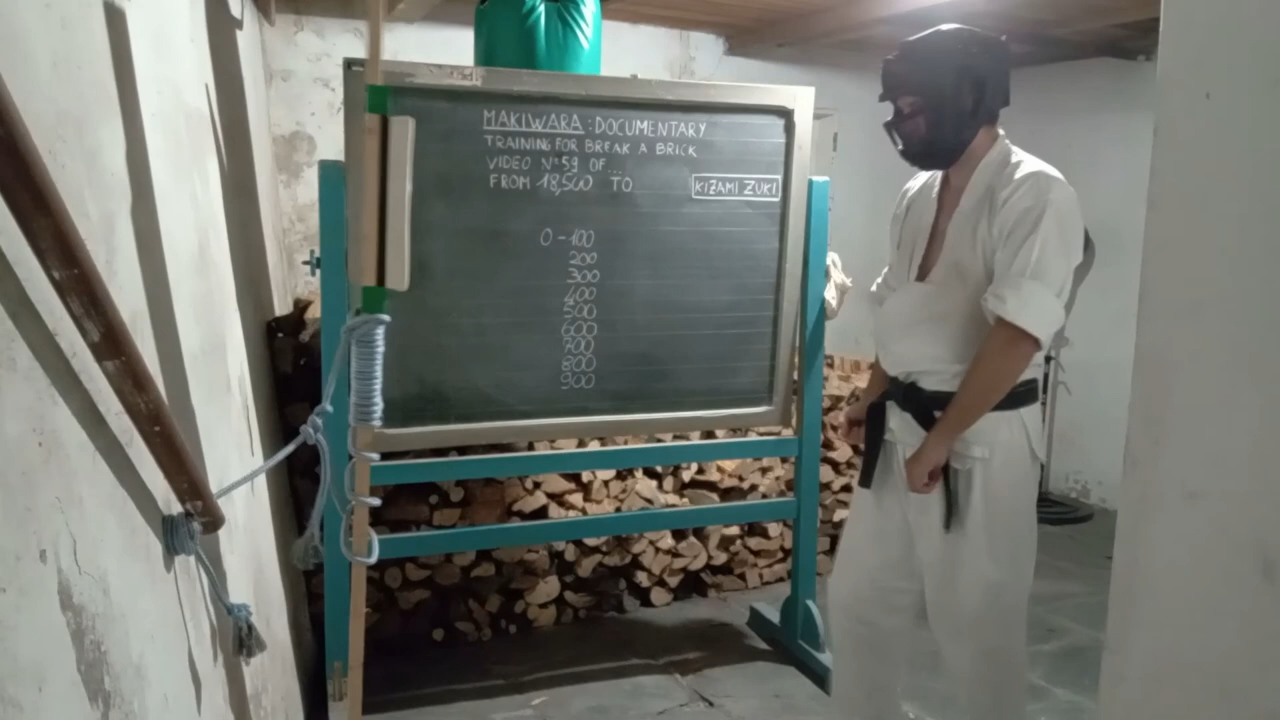 MAKIWARA : DOCUMENTARY
TRAINING FOR BREAK A BRICK
VIDEO N°59 OF...
FROM 18,500 TO
KIZAMI ZUKI
0-100
200
300
400
500
600
700
800
900